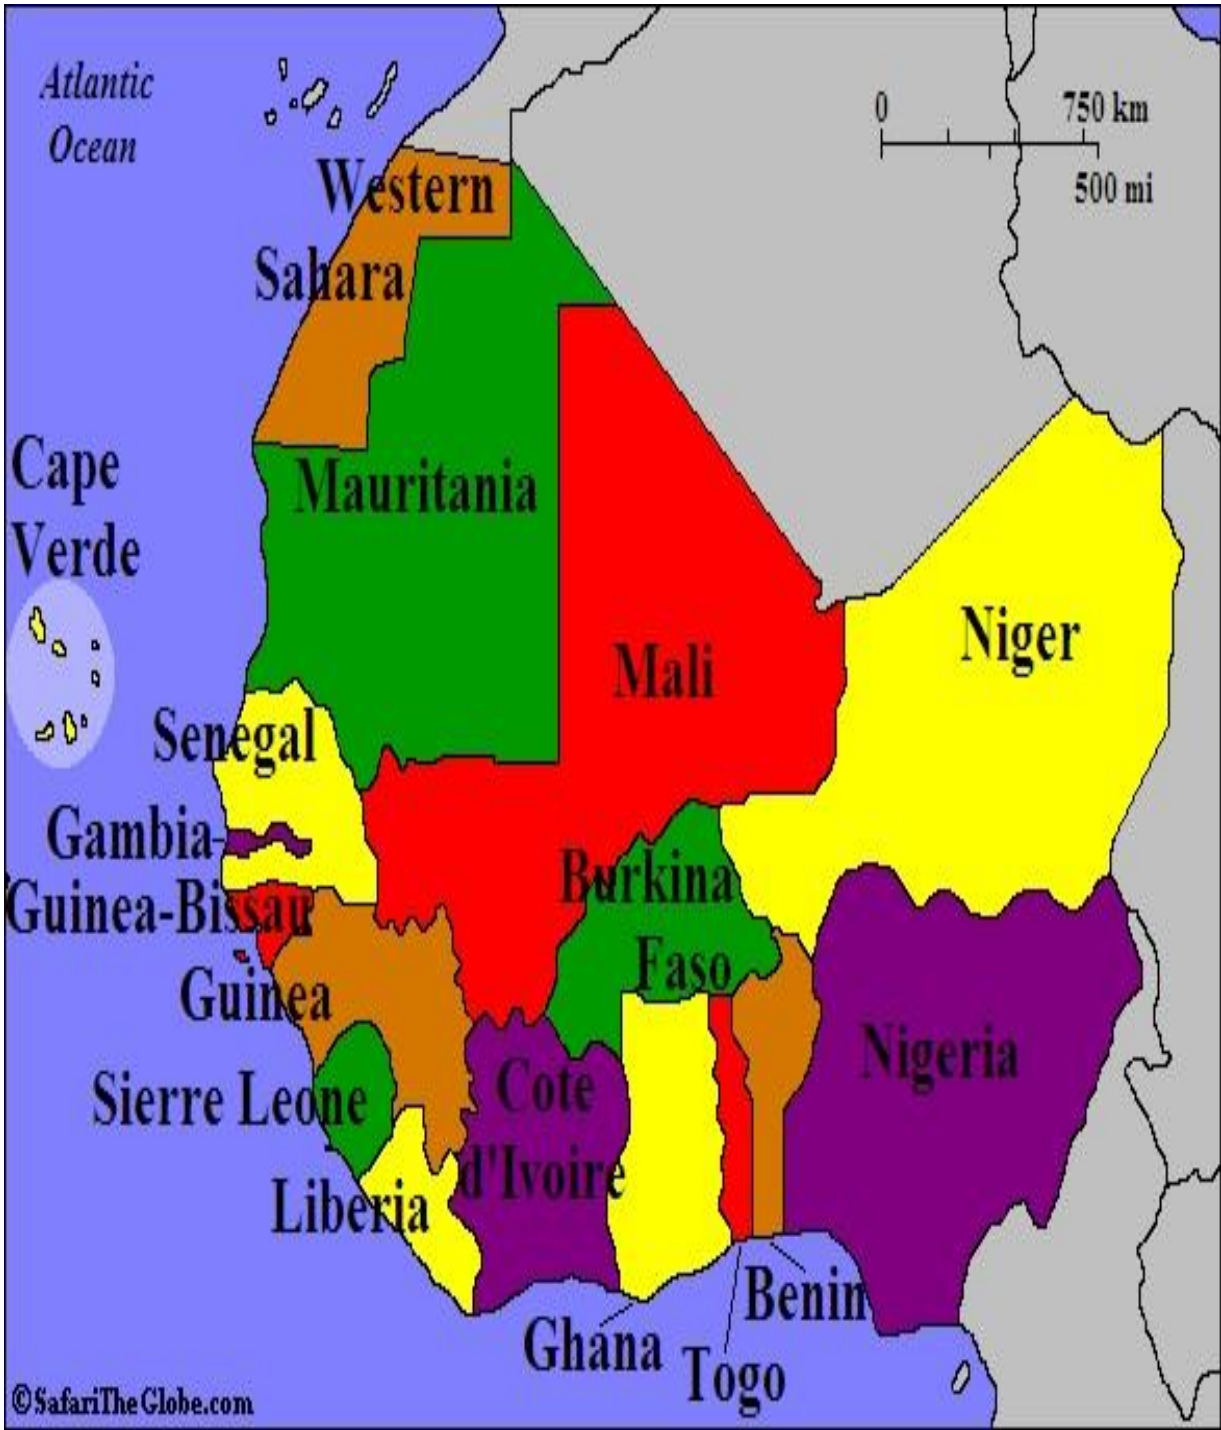 Atlantic
Ocean
0 750 km
500 mi
Western
Sahara
Cape
Verde
Mauritania
Mali
Niger
Senegal
Gambia
Guinea-Bissau
Burkina
Faso
Guinea
Nigeria
Sierre Leone
Cote
d'Ivoire
Liberia
Benin
Ghana
Togo
©SafariTheGlobe.com